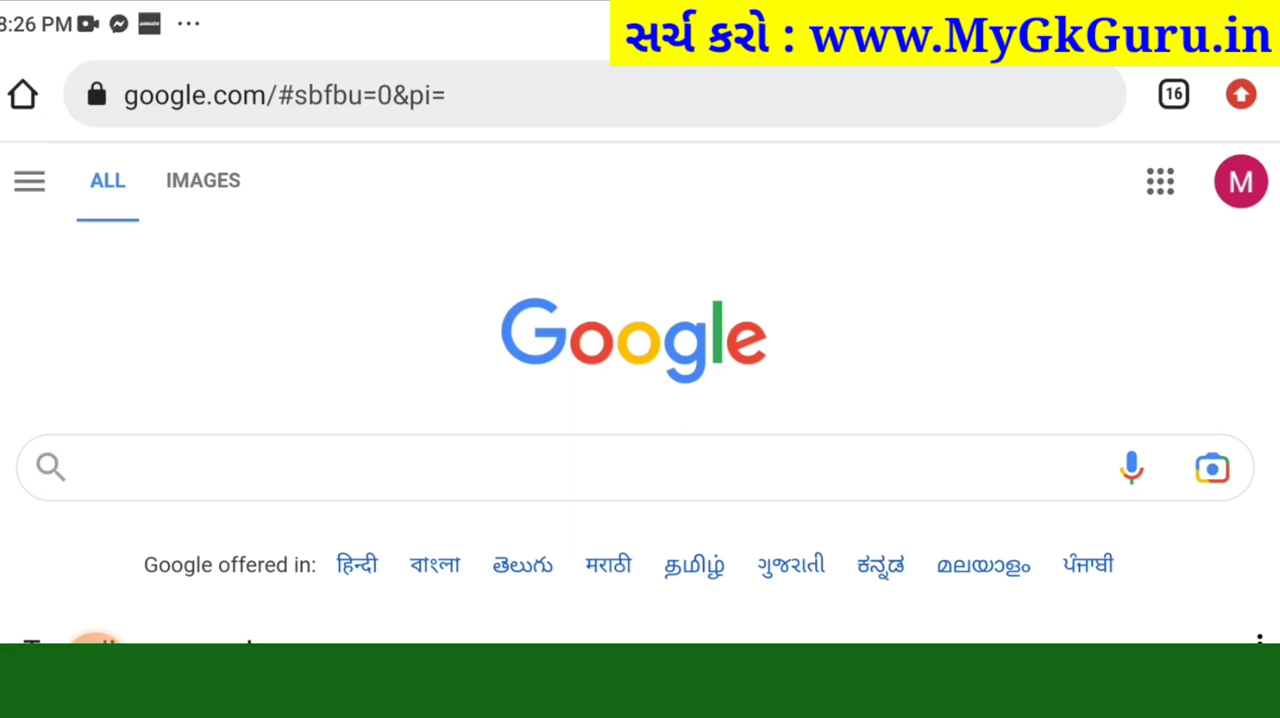 8:26 PM
સર્ચ કરો : www.MyGkGuru.in
google.com/#sbfbu=0&pi=
16
ALL IMAGES
M
Google
Google offered in: हिन्दी বাংলা తెలుగు मराठी தமிழ் ગુજરાતી ಕನ್ನಡ മലയാളം ਪੰਜਾਬੀ